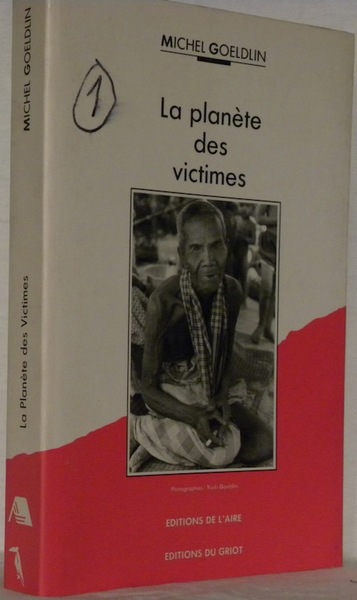 MICHEL GOELDLIN
La Planète des Victimes
1
MICHEL GOELDLIN
La planète
des
victimes
EDITIONS DE L'AIRE
EDITIONS DU GRIOT